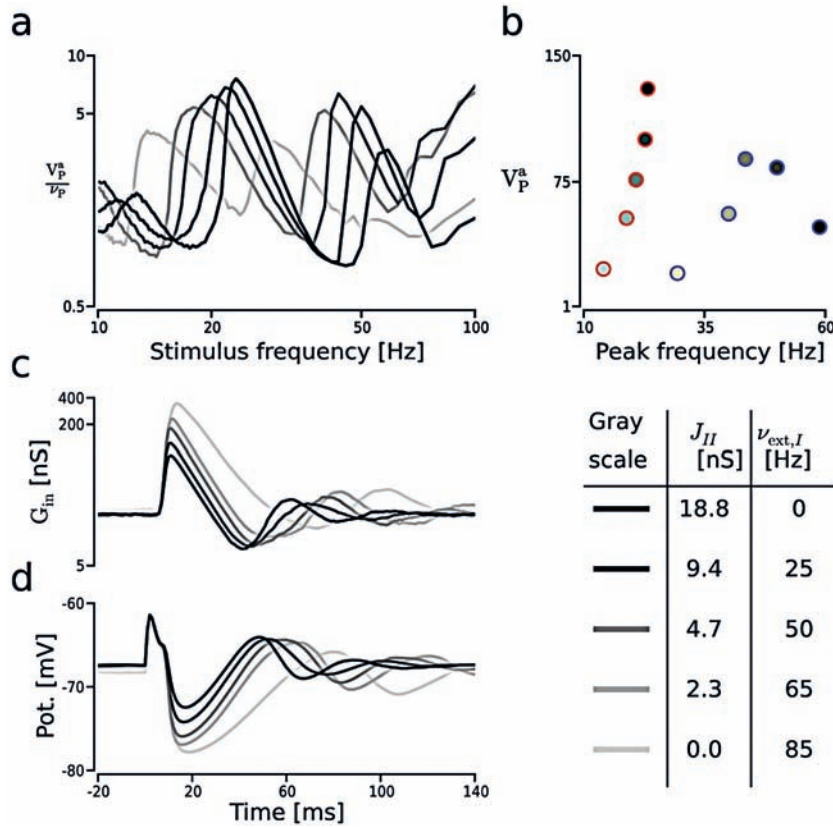 a
10
5
V_P^a / ν_P
0.5
10 20 50 100
Stimulus frequency [Hz]
b
150
V_P^a
75
1
10 35 60
Peak frequency [Hz]
c
400
200
G_in [nS]
5
d
-60
Pot. [mV]
-70
-80
-20 20 60 100 140
Time [ms]
Gray scale J_II [nS] ν_ext,I [Hz]
18.8 0
9.4 25
4.7 50
2.3 65
0.0 85